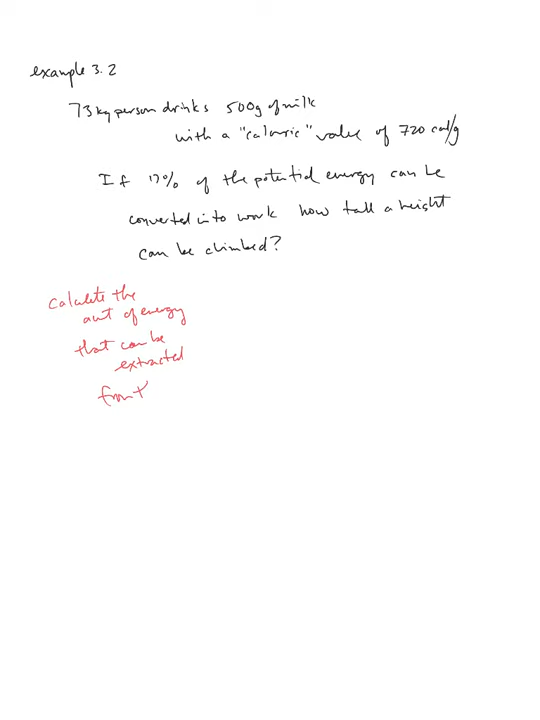 example 3.2
73 kg person drinks 500g of milk
with a "caloric" value of 720 cal/g
If 17% of the potential energy can be
converted into work how tall a height
can be climbed?
calculate the
amt of energy
that can be
extracted
from